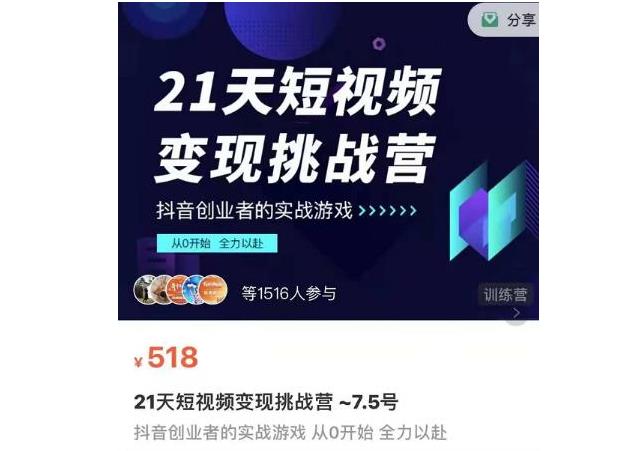 分享
21天短视频
变现挑战营
抖音创业者的实战游戏 >>>>>>
从0开始 全力以赴
等1516人参与
训练营
¥518
21天短视频变现挑战营 ~7.5号
抖音创业者的实战游戏 从0开始 全力以赴